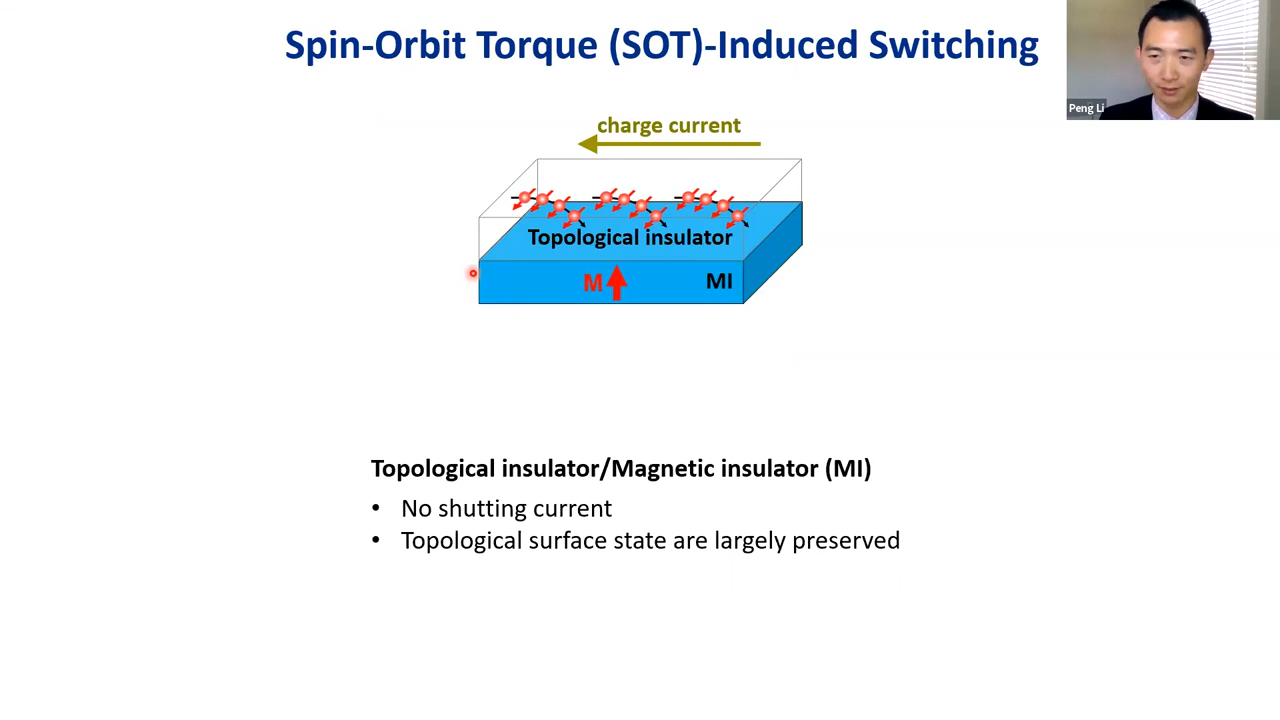 Spin-Orbit Torque (SOT)-Induced Switching
Peng Li
charge current
Topological insulator
M
MI
Topological insulator/Magnetic insulator (MI)
• No shutting current
• Topological surface state are largely preserved